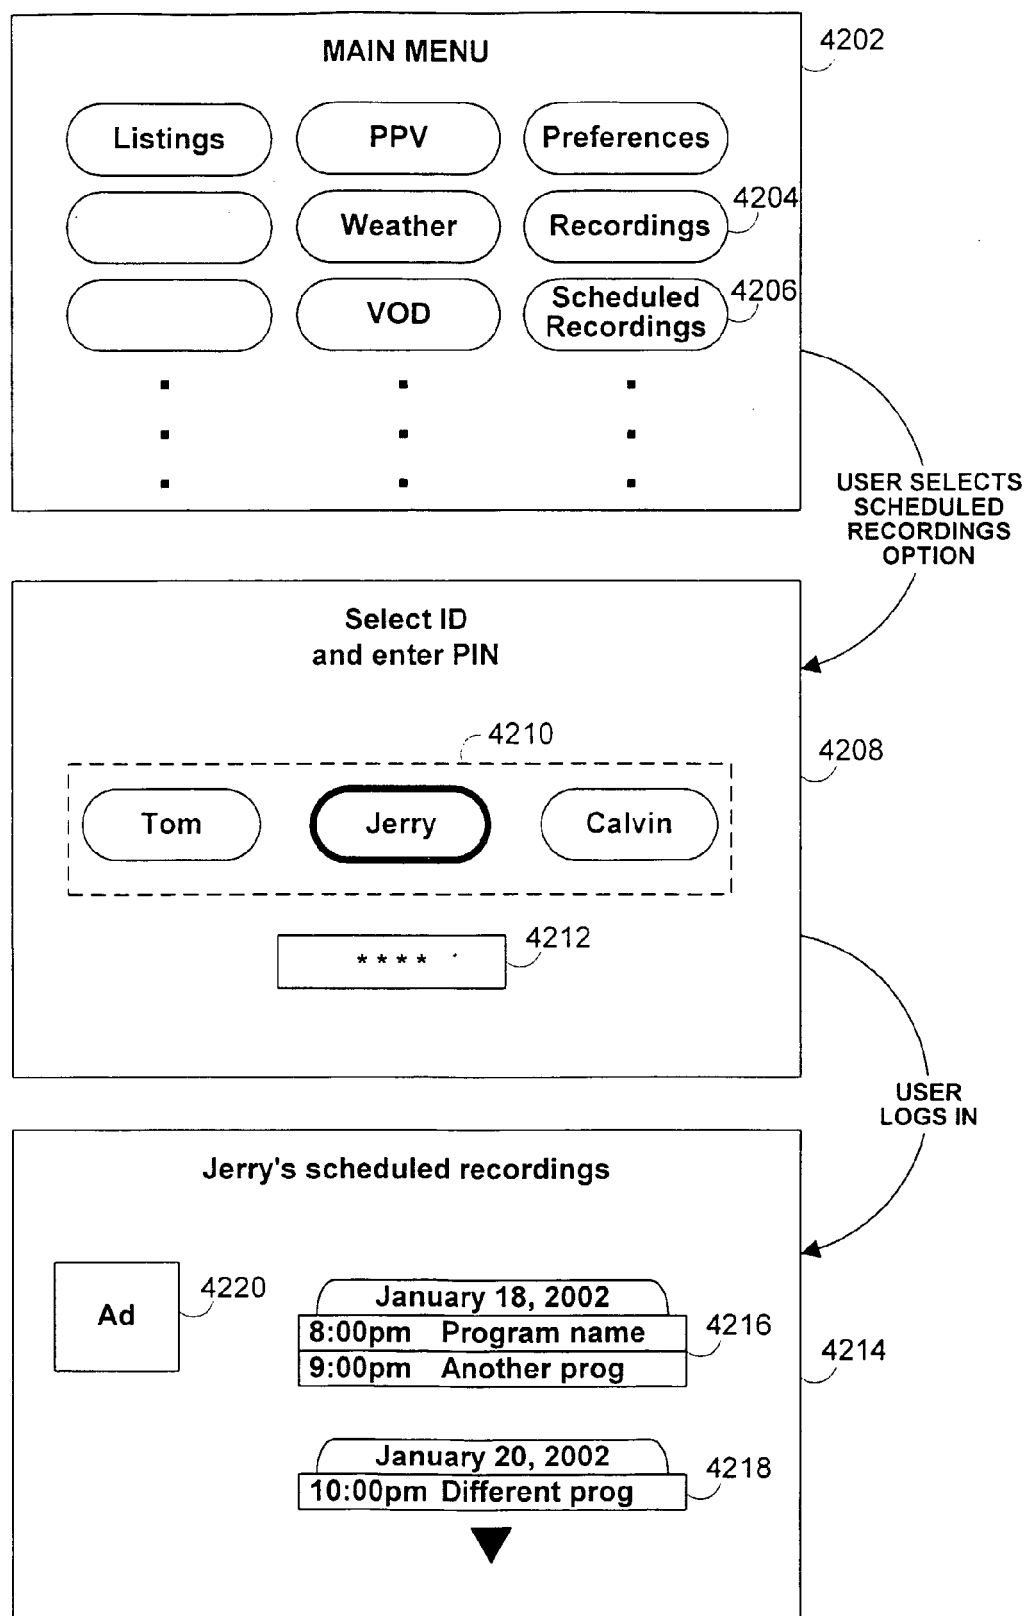 MAIN MENU
4202
Listings
PPV
Preferences
4204
Weather
Recordings
4206
VOD
Scheduled
Recordings
USER SELECTS
SCHEDULED
RECORDINGS
OPTION
Select ID
and enter PIN
4210
4208
Tom
Jerry
Calvin
4212
* * * *
USER
LOGS IN
Jerry's scheduled recordings
Ad
4220
January 18, 2002
8:00pm Program name
4216
9:00pm Another prog
4214
January 20, 2002
10:00pm Different prog
4218